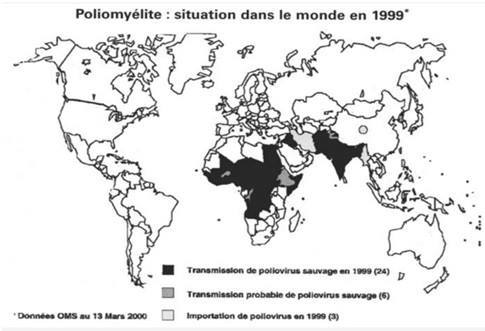 Poliomyélite : situation dans le monde en 1999*
Transmission de poliovirus sauvage en 1999 (24)
Transmission probable de poliovirus sauvage (6)
* Données OMS au 13 Mars 2000
Importation de poliovirus en 1999 (3)